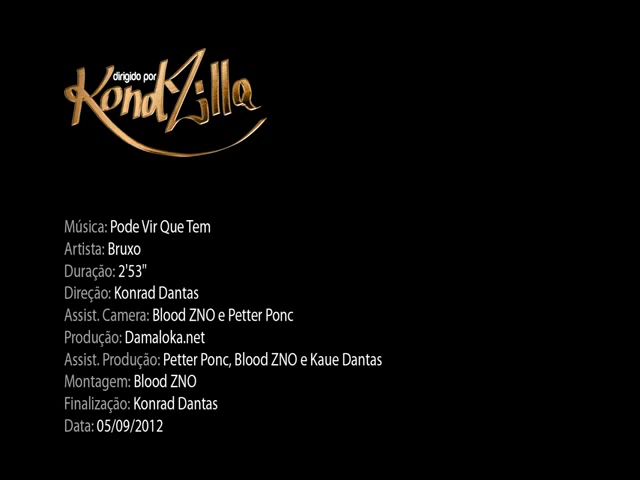 dirigido por
KondZilla
Música: Pode Vir Que Tem
Artista: Bruxo
Duração: 2'53"
Direção: Konrad Dantas
Assist. Camera: Blood ZNO e Petter Ponc
Produção: Damaloka.net
Assist. Produção: Petter Ponc, Blood ZNO e Kaue Dantas
Montagem: Blood ZNO
Finalização: Konrad Dantas
Data: 05/09/2012